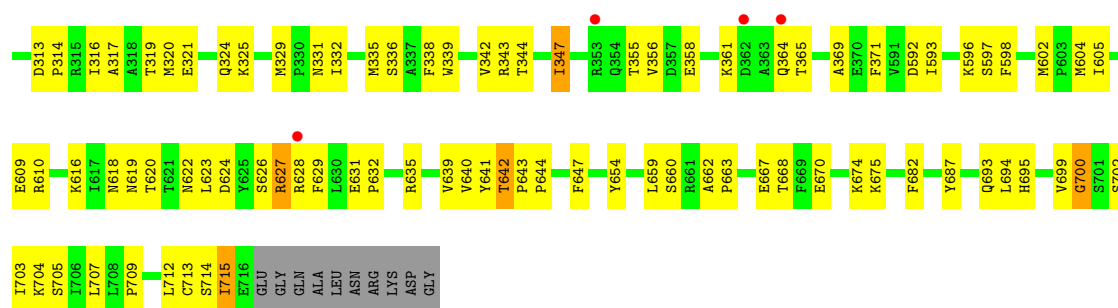 D313 P314 R315 I316 A317 A318 T319 M320 E321 Q324 K325 M329 P330 N331 I332 M335 S336 A337 F338 W339 V342 R343 T344 I347 R353 Q354 T355 V356 D357 E358 K361 D362 A363 Q364 T365 A369 E370 F371 V591 D592 I593 K596 S597 F598 M602 P603 M604 I605
E609 R610 K616 I617 N618 N619 T620 T621 N622 L623 D624 Y625 S626 R627 R628 F629 L630 E631 P632 R635 V639 V640 Y641 T642 P643 P644 F647 Y654 L659 S660 R661 A662 P663 E667 T668 F669 E670 K674 K675 F682 Y687 Q693 L694 H695 V699 G700 S701 S702
I703 K704 S705 I706 L707 L708 P709 L712 C713 S714 I715 E716 GLU GLY GLN ALA LEU ASN ARG LYS ASP GLY